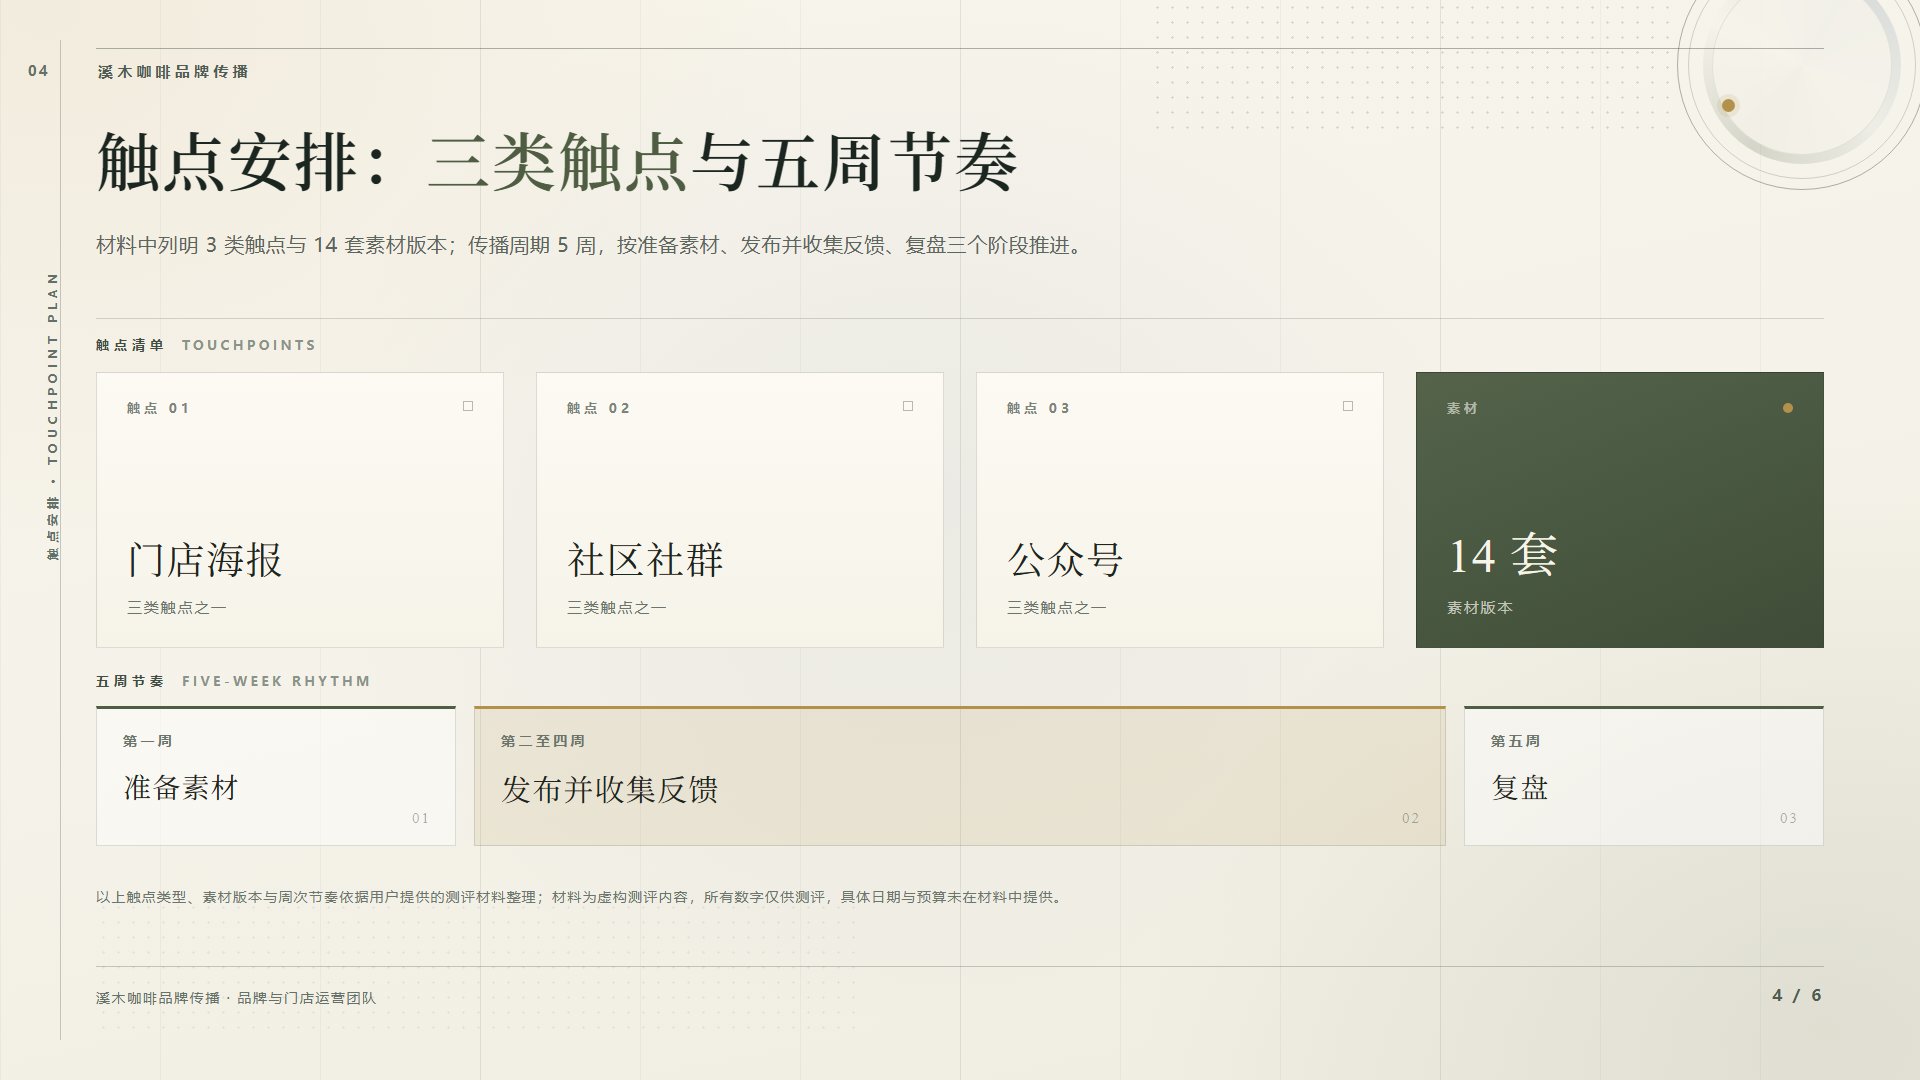 04
溪木咖啡品牌传播
触点安排：三类触点与五周节奏
材料中列明 3 类触点与 14 套素材版本；传播周期 5 周，按准备素材、发布并收集反馈、复盘三个阶段推进。
触点安排 · TOUCHPOINT PLAN
触点清单 TOUCHPOINTS
触点 01
门店海报
三类触点之一
触点 02
社区社群
三类触点之一
触点 03
公众号
三类触点之一
素材
14 套
素材版本
五周节奏 FIVE-WEEK RHYTHM
第一周
准备素材
01
第二至四周
发布并收集反馈
02
第五周
复盘
03
以上触点类型、素材版本与周次节奏依据用户提供的测评材料整理；材料为虚构测评内容，所有数字仅供测评，具体日期与预算未在材料中提供。
溪木咖啡品牌传播 · 品牌与门店运营团队
4 / 6